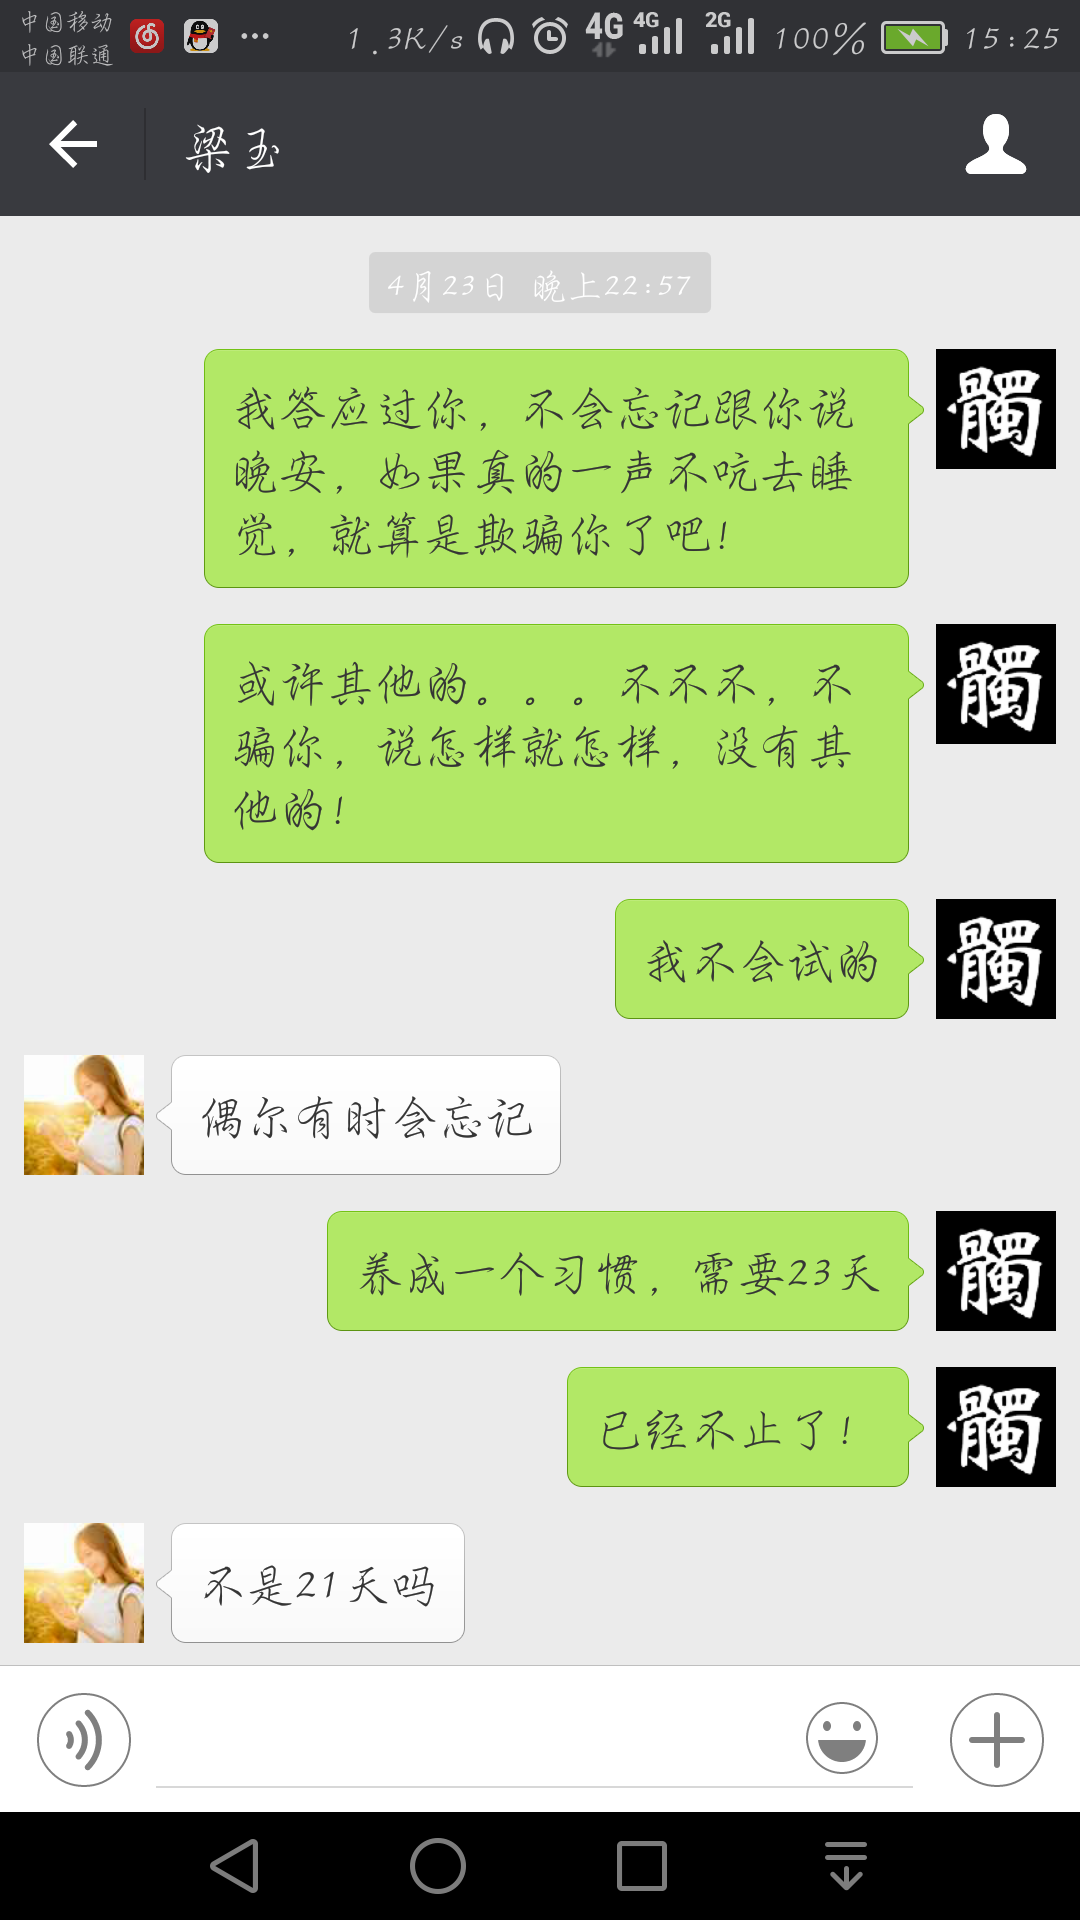 中国移动
中国联通
1.3K/s
4G
4G
2G
100%
15:25
梁玉
4月23日 晚上22:57
我答应过你，不会忘记跟你说
晚安，如果真的一声不吭去睡
觉，就算是欺骗你了吧！
髑
或许其他的。。。不不不，不
骗你，说怎样就怎样，没有其
他的！
髑
我不会试的
髑
偶尔有时会忘记
养成一个习惯，需要23天
髑
已经不止了！
髑
不是21天吗